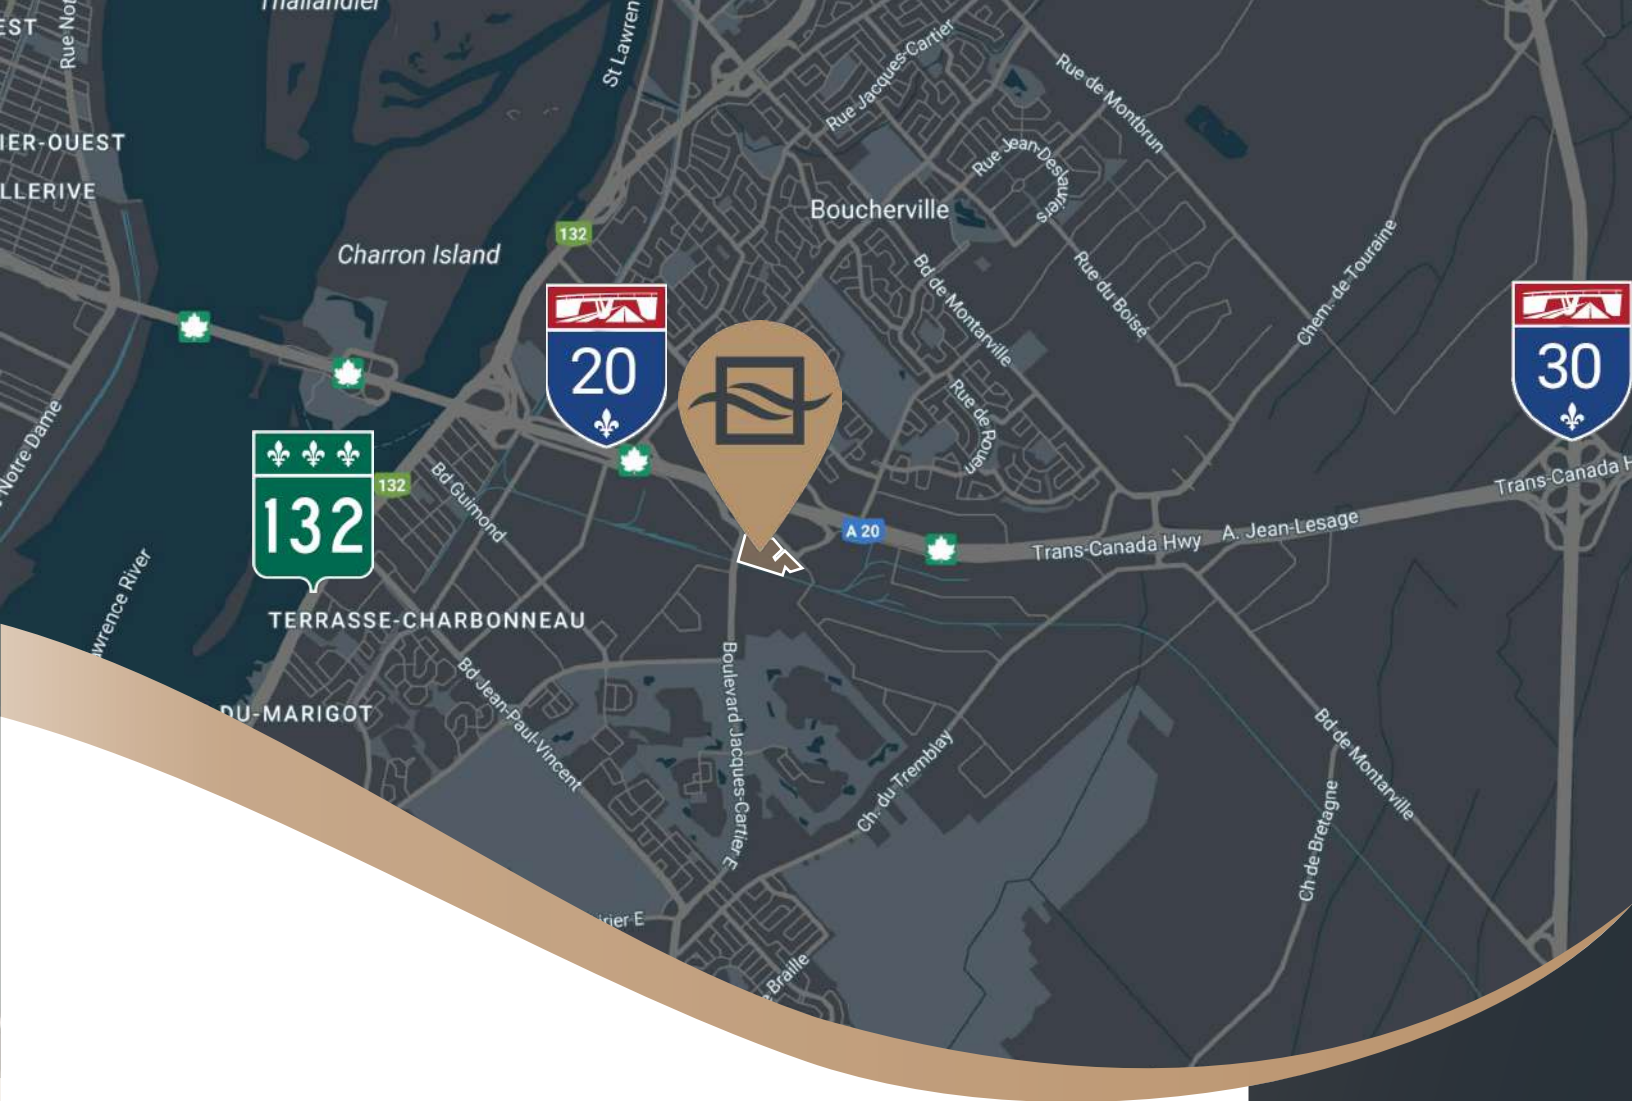 EST
Rue Not
Thailandier
St Lawren
Rue Jacques-Cartier
Rue de Montbrun
IER-OUEST
LLERIVE
Rue Jean-Deslauriers
Boucherville
132
Charron Island
Bd de Montarville
Rue du Boisé
Chem. de Touraine
20
30
Rue de Rouen
Notre Dame
132
132
Bd Guimond
A 20
Trans-Canada Hwy
A. Jean-Lesage
Trans-Canada H
wrence River
TERRASSE-CHARBONNEAU
DU-MARIGOT
Bd Jean-Paul-Vincent
Boulevard Jacques-Cartier E
Ch. du Tremblay
Bd de Montarville
Ch de Bretagne
rier E
e Braille